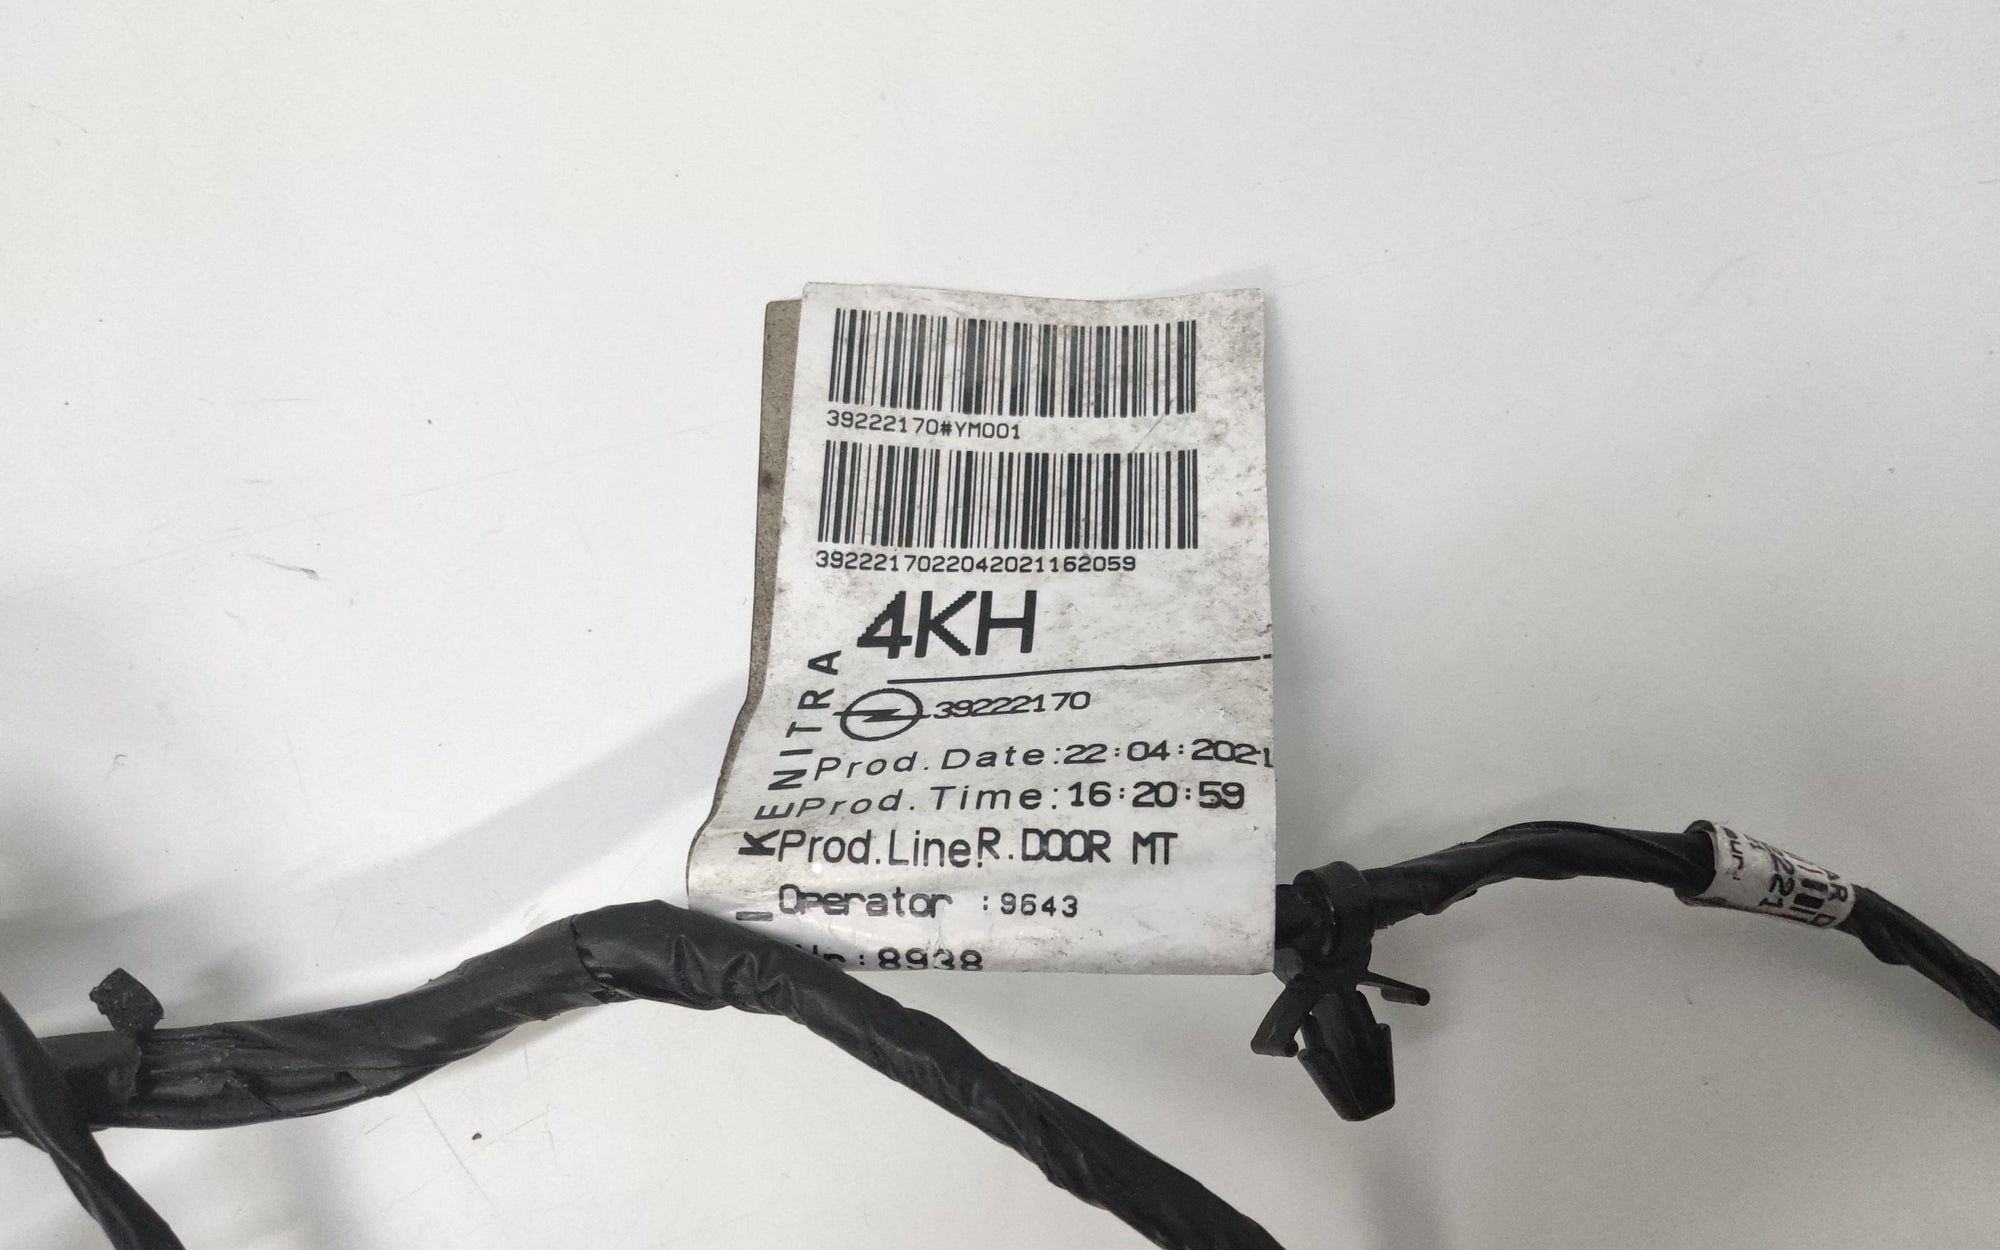 39222170#YM001
3922217022042021162059
4KH
KENITRA
39222170
Prod.Date:22:04:2021
Prod.Time:16:20:59
Prod.Line:R.DOOR MT
Operator :9643
:8938